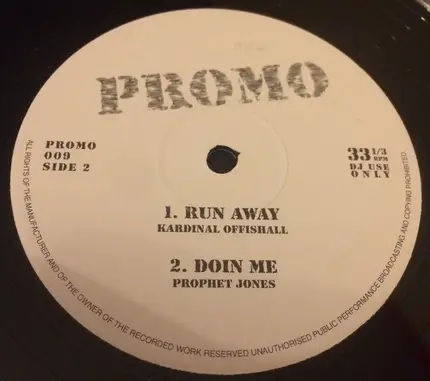 PROMO
PROMO
009
SIDE 2
33 1/3
RPM
DJ USE
ONLY
1. RUN AWAY
KARDINAL OFFISHALL
2. DOIN ME
PROPHET JONES
ALL RIGHTS OF THE MANUFACTURER AND OF THE OWNER OF THE RECORDED WORK RESERVED UNAUTHORISED PUBLIC PERFORMANCE BROADCASTING AND COPYING PROHIBITED